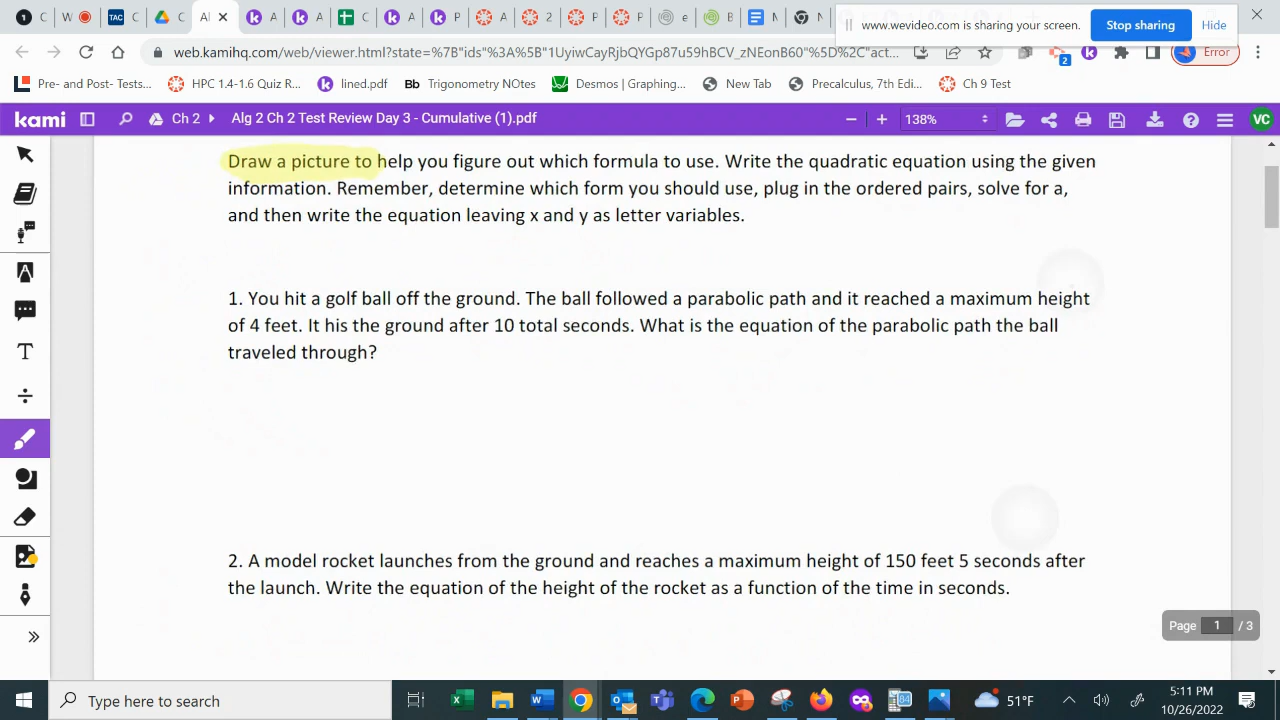 C W TAC C Al A A C A P A 2 P P e B M N
www.wevideo.com is sharing your screen. Stop sharing Hide
web.kamihq.com/web/viewer.html?state=%7B"ids"%3A%5B"1UyiwCayRjbQYGp87u59hBCV_zNEonB60"%5D%2C"act... 2 Error
Pre- and Post- Tests... HPC 1.4-1.6 Quiz R... lined.pdf Bb Trigonometry NOtes Desmos | Graphing... New Tab Precalculus, 7th Edi... Ch 9 Test
kami Ch 2 Alg 2 Ch 2 Test Review Day 3 - Cumulative (1).pdf 138% VC
Draw a picture to help you figure out which formula to use. Write the quadratic equation using the given
information. Remember, determine which form you should use, plug in the ordered pairs, solve for a,
and then write the equation leaving x and y as letter variables.
1. You hit a golf ball off the ground. The ball followed a parabolic path and it reached a maximum height
of 4 feet. It his the ground after 10 total seconds. What is the equation of the parabolic path the ball
traveled through?
2. A model rocket launches from the ground and reaches a maximum height of 150 feet 5 seconds after
the launch. Write the equation of the height of the rocket as a function of the time in seconds.
Page 1 / 3
Type here to search
51°F
5:11 PM
10/26/2022